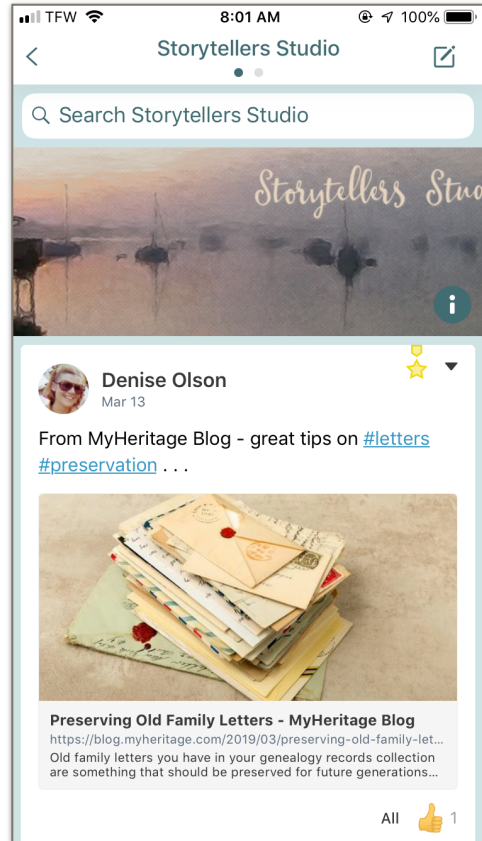 TFW 8:01 AM 100%
Storytellers Studio
Search Storytellers Studio
Storytellers Stud
Denise Olson
Mar 13
From MyHeritage Blog - great tips on #letters
#preservation . . .
Preserving Old Family Letters - MyHeritage Blog
https://blog.myheritage.com/2019/03/preserving-old-family-let...
Old family letters you have in your genealogy records collection
are something that should be preserved for future generations...
All 1